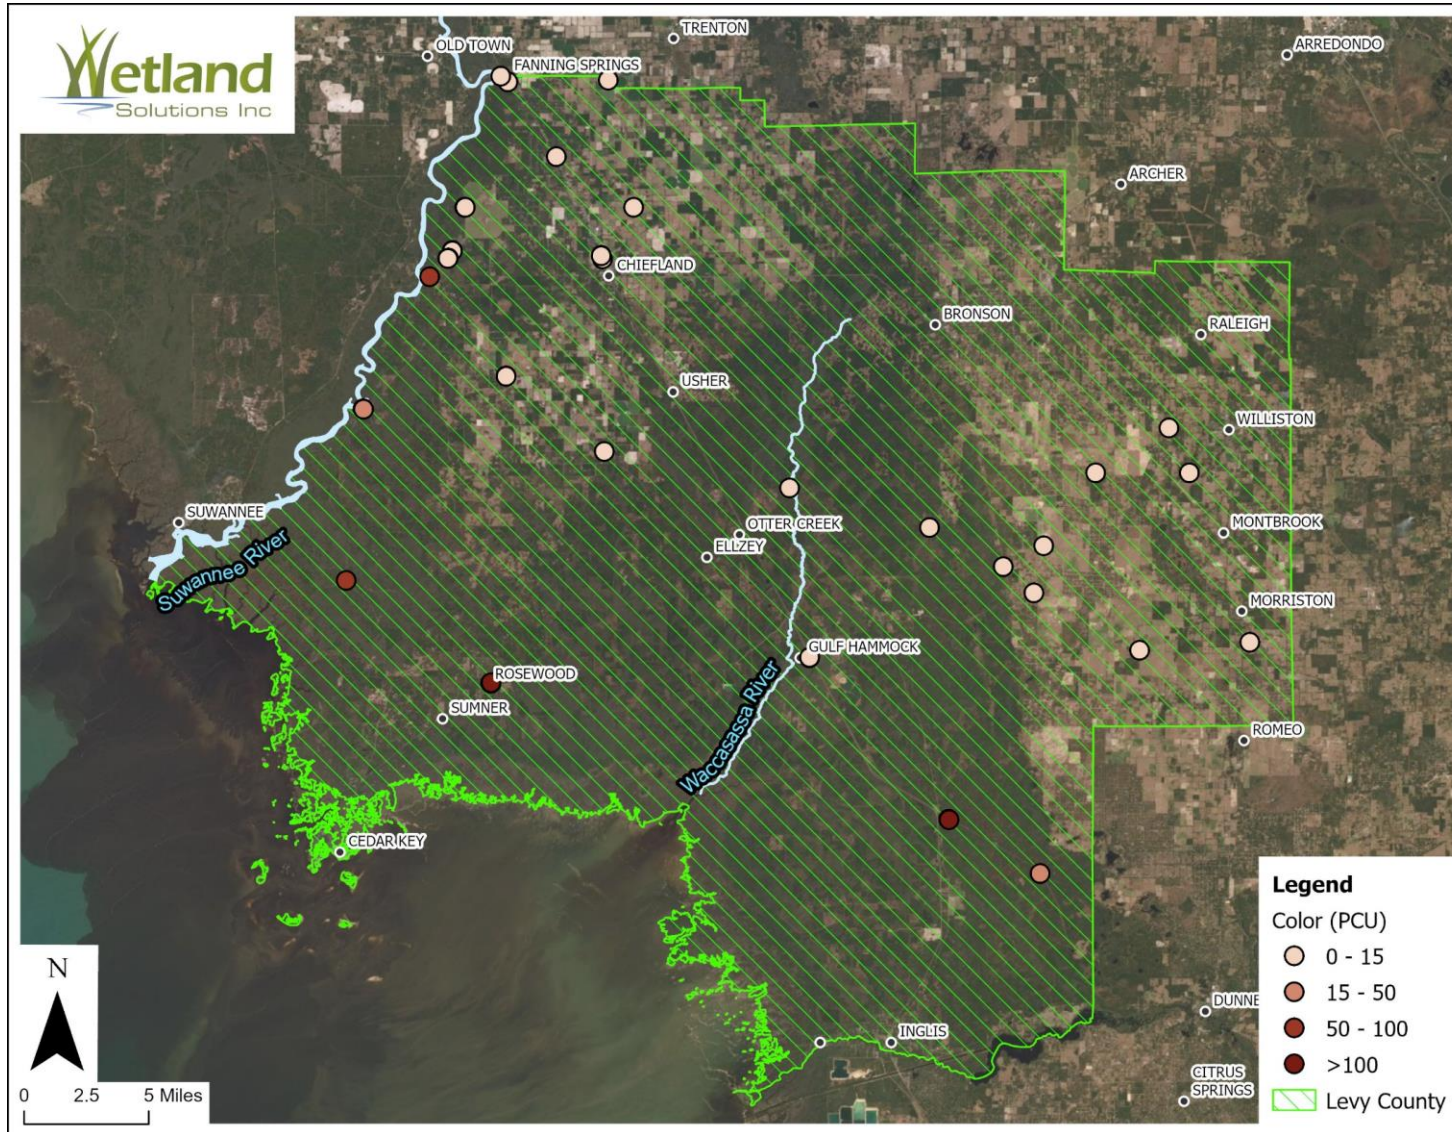 Wetland
Solutions Inc
TRENTON
OLD TOWN
ARREDONDO
FANNING SPRINGS
ARCHER
CHIEFLAND
BRONSON
RALEIGH
USHER
WILLISTON
SUWANNEE
OTTER CREEK
MONTBROOK
ELLZEY
Suwannee River
MORRISTON
GULF HAMMOCK
ROSEWOOD
SUMNER
Waccasassa River
ROMEO
CEDAR KEY
Legend
Color (PCU)
0 - 15
15 - 50
50 - 100
>100
Levy County
DUNNE
INGLIS
CITRUS
SPRINGS
N
0 2.5 5 Miles